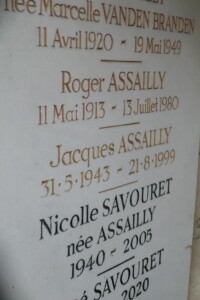 née Marcelle VANDEN BRANDEN
11 Avril 1920 - 19 Mai 1949
Roger ASSAILLY
11 Mai 1913 - 13 Juillet 1980
Jacques ASSAILLY
31.5.1943 - 21.8.1999
Nicolle SAVOURET
née ASSAILLY
1940 - 2005
SAVOURET
2020